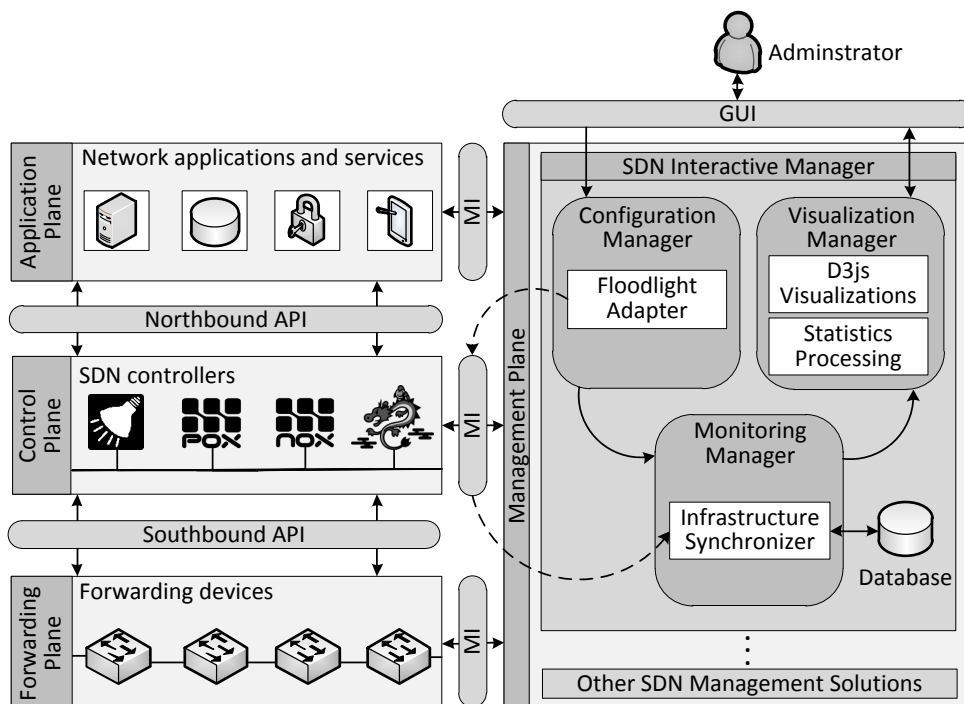 Adminstrator
GUI
Application
Plane
Network applications and services
MI
Northbound API
Control
Plane
SDN controllers
POX
nox
MI
Southbound API
Forwarding
Plane
Forwarding devices
MI
Management Plane
SDN Interactive Manager
Configuration
Manager
Floodlight
Adapter
Visualization
Manager
D3js
Visualizations
Statistics
Processing
Monitoring
Manager
Infrastructure
Synchronizer
Database
Other SDN Management Solutions